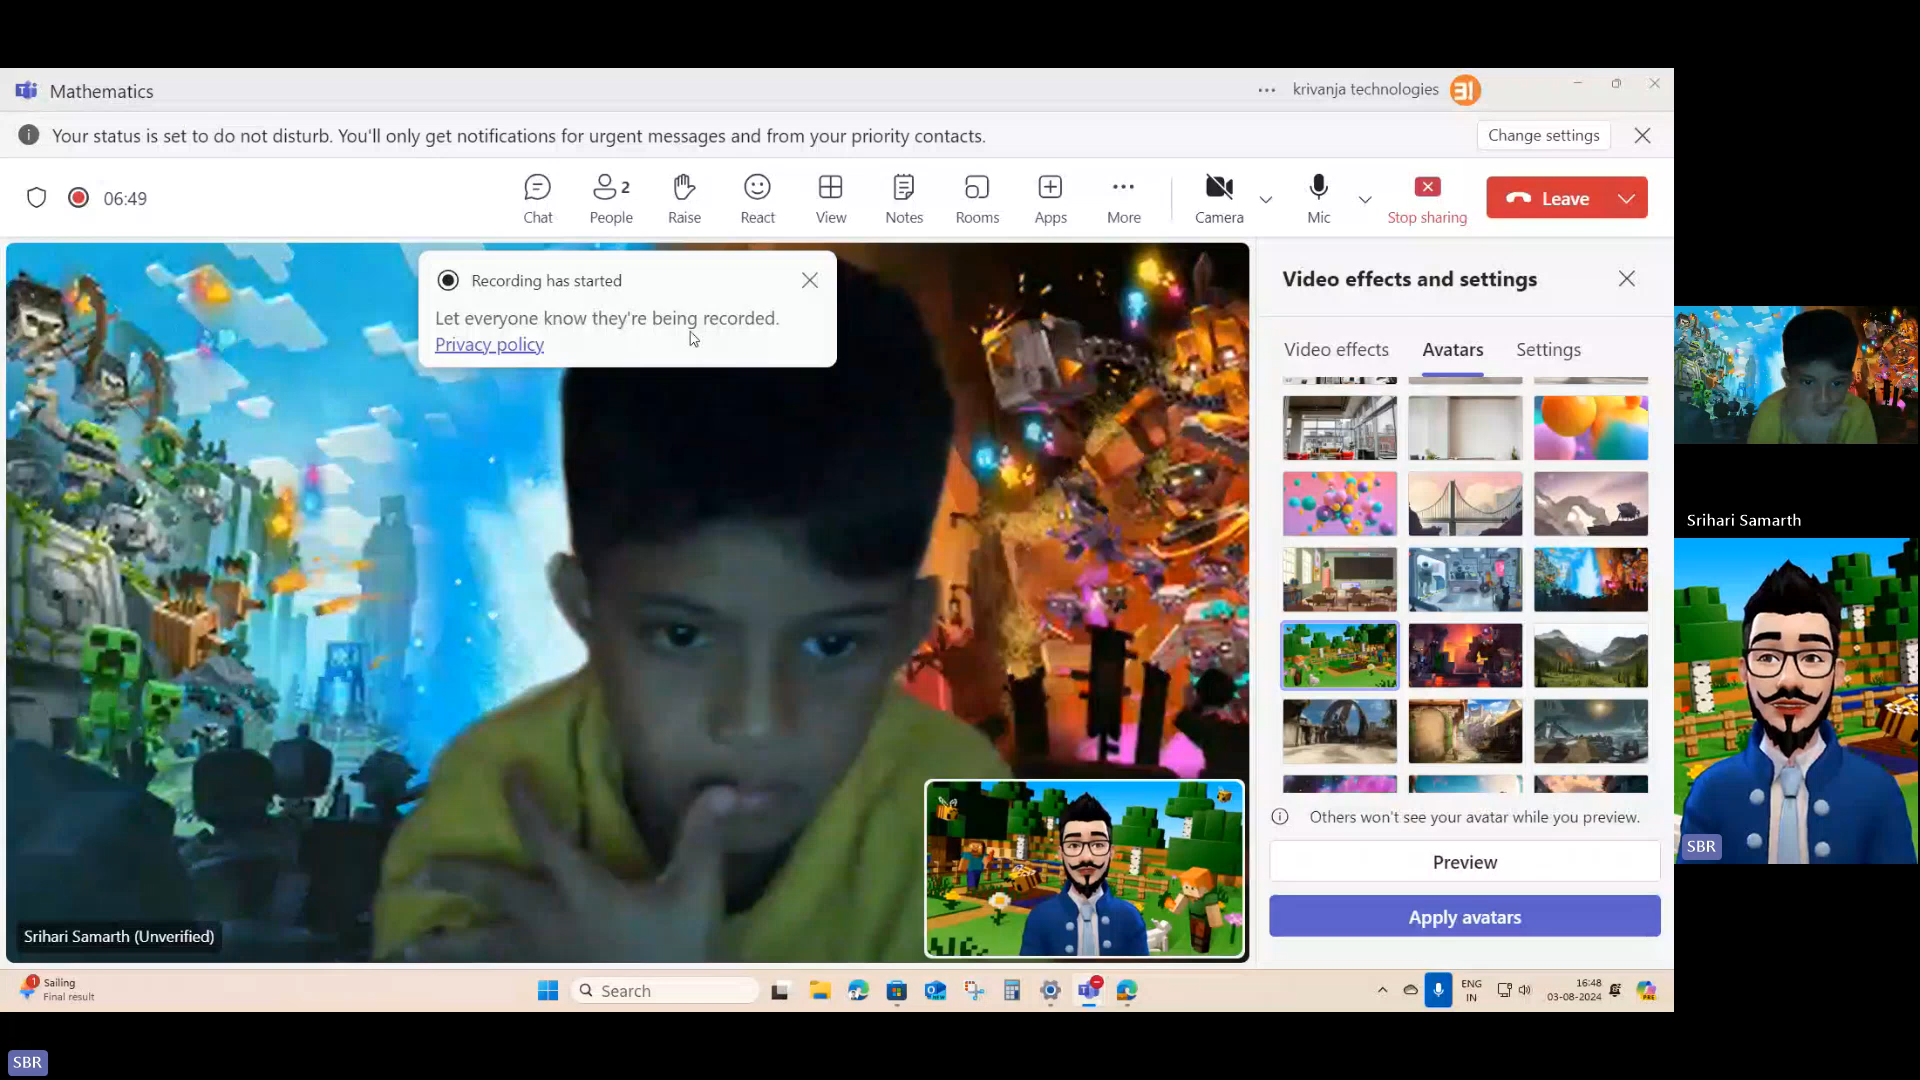 Mathematics
krivanja technologies
Your status is set to do not disturb. You'll only get notifications for urgent messages and from your priority contacts.
Change settings
06:49
Chat
2
People
Raise
React
View
Notes
Rooms
Apps
More
Camera
Mic
Stop sharing
Leave
Recording has started
Let everyone know they're being recorded.
Privacy policy
Video effects and settings
Video effects
Avatars
Settings
Others won't see your avatar while you preview.
Preview
Apply avatars
Srihari Samarth (Unverified)
Srihari Samarth
SBR
1
Sailing
Final result
Search
ENG
IN
16:48
03-08-2024
PRE
SBR